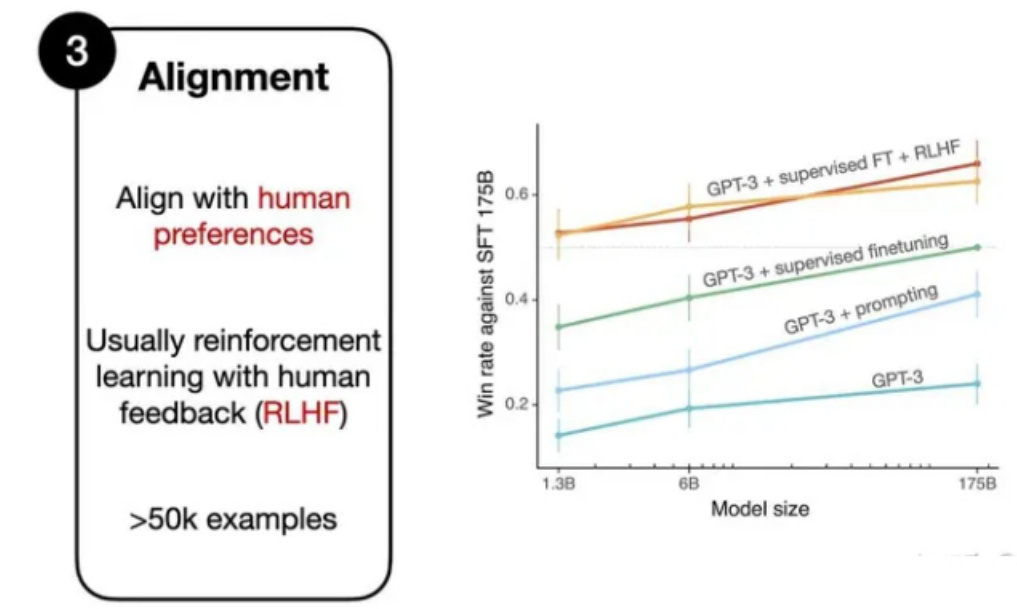 3
Alignment
Align with human
preferences
Usually reinforcement
learning with human
feedback (RLHF)
>50k examples
Win rate against SFT 175B
0.6
0.4
0.2
GPT-3 + supervised FT + RLHF
GPT-3 + supervised finetuning
GPT-3 + prompting
GPT-3
1.3B
6B
175B
Model size